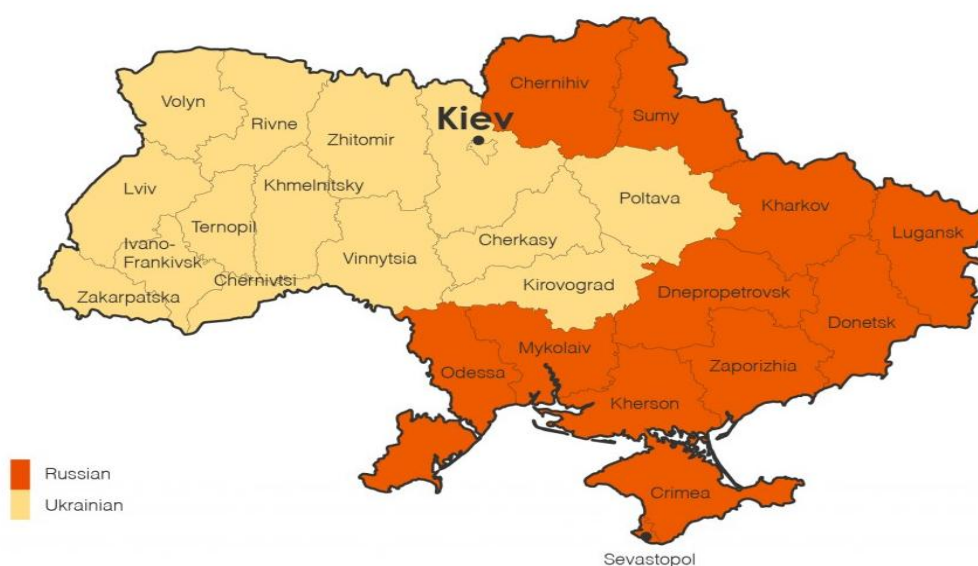 Chernihiv
Volyn
Kiev
Sumy
Rivne
Zhitomir
Lviv
Khmelnitsky
Poltava
Kharkov
Ternopil
Lugansk
Ivano-
Frankivsk
Cherkasy
Vinnytsia
Chernivtsi
Zakarpatska
Kirovograd
Dnepropetrovsk
Donetsk
Mykolaiv
Zaporizhia
Odessa
Kherson
Russian
Crimea
Ukrainian
Sevastopol